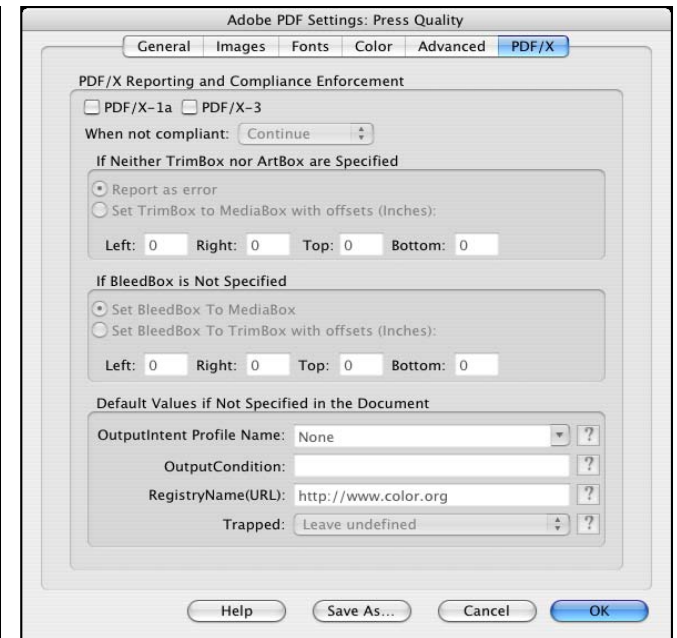 Adobe PDF Settings: Press Quality
General Images Fonts Color Advanced PDF/X
PDF/X Reporting and Compliance Enforcement
PDF/X-1a PDF/X-3
When not compliant: Continue
If Neither TrimBox nor ArtBox are Specified
Report as error
Set TrimBox to MediaBox with offsets (Inches):
Left: 0 Right: 0 Top: 0 Bottom: 0
If BleedBox is Not Specified
Set BleedBox To MediaBox
Set BleedBox To TrimBox with offsets (Inches):
Left: 0 Right: 0 Top: 0 Bottom: 0
Default Values if Not Specified in the Document
OutputIntent Profile Name: None ?
OutputCondition: ?
RegistryName(URL): http://www.color.org ?
Trapped: Leave undefined ?
Help Save As... Cancel OK